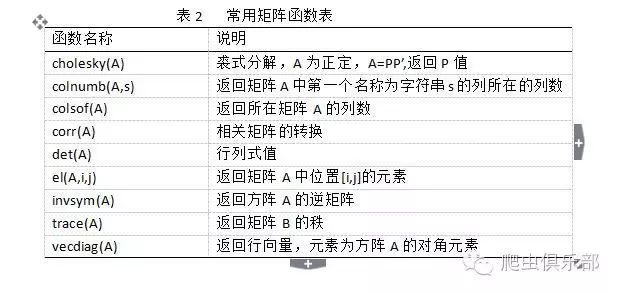 表 2 常用矩阵函数表
函数名称 说明
cholesky(A) 裘式分解，A 为正定，A=PP’,返回 P 值
colnumb(A,s) 返回矩阵 A 中第一个名称为字符串 s 的列所在的列数
colsof(A) 返回所在矩阵 A 的列数
corr(A) 相关矩阵的转换
det(A) 行列式值
el(A,i,j) 返回矩阵 A 中位置[i,j]的元素
invsym(A) 返回方阵 A 的逆矩阵
trace(A) 返回矩阵 B 的秩
vecdiag(A) 返回行向量，元素为方阵 A 的对角元素
爬虫俱乐部